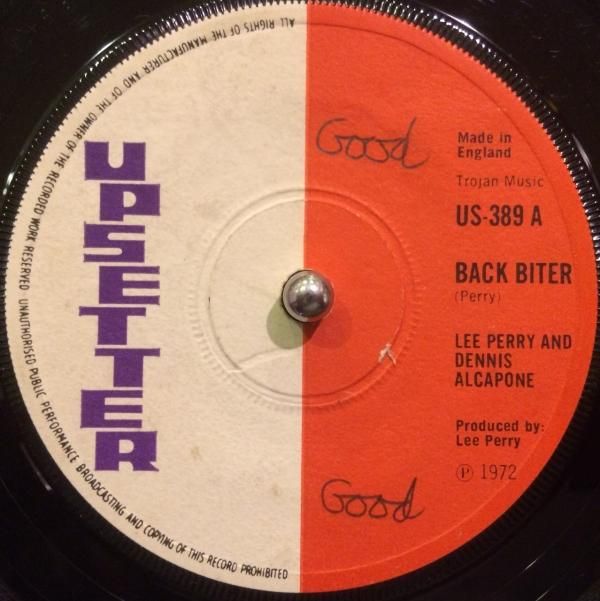 UPSETTER
ALL RIGHTS OF THE MANUFACTURER AND OF THE OWNER OF THE RECORDED WORK RESERVED UNAUTHORISED PUBLIC PERFORMANCE BROADCASTING AND COPYING OF THIS RECORD PROHIBITED
Good
Made in
England
Trojan Music
US-389 A
BACK BITER
(Perry)
LEE PERRY AND
DENNIS
ALCAPONE
Produced by:
Lee Perry
℗ 1972
Good